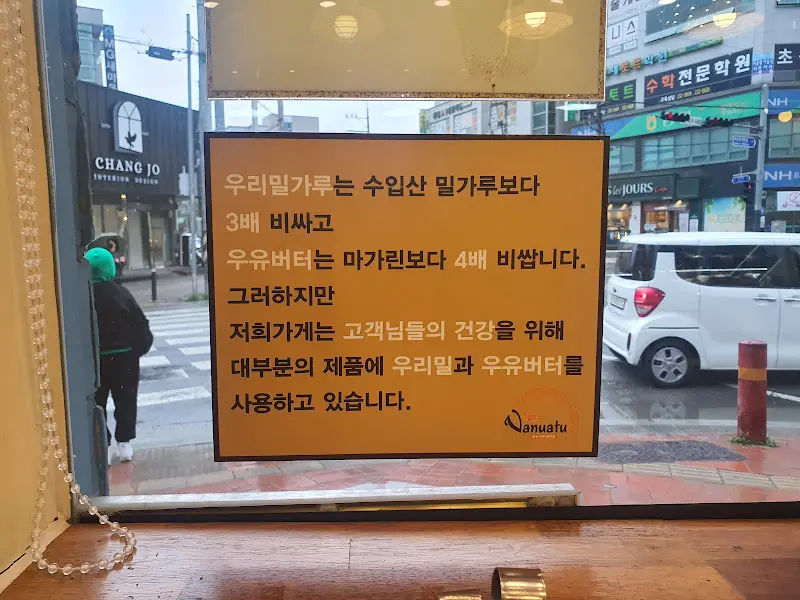 우리밀가루는 수입산 밀가루보다
3배 비싸고
우유버터는 마가린보다 4배 비쌉니다.
그러하지만
저희가게는 고객님들의 건강을 위해
대부분의 제품에 우리밀과 우유버터를
사용하고 있습니다.
Vanuatu
CHANG JO
INTERIOR DESIGN
수학전문학원
JOURS
NH
NH
초